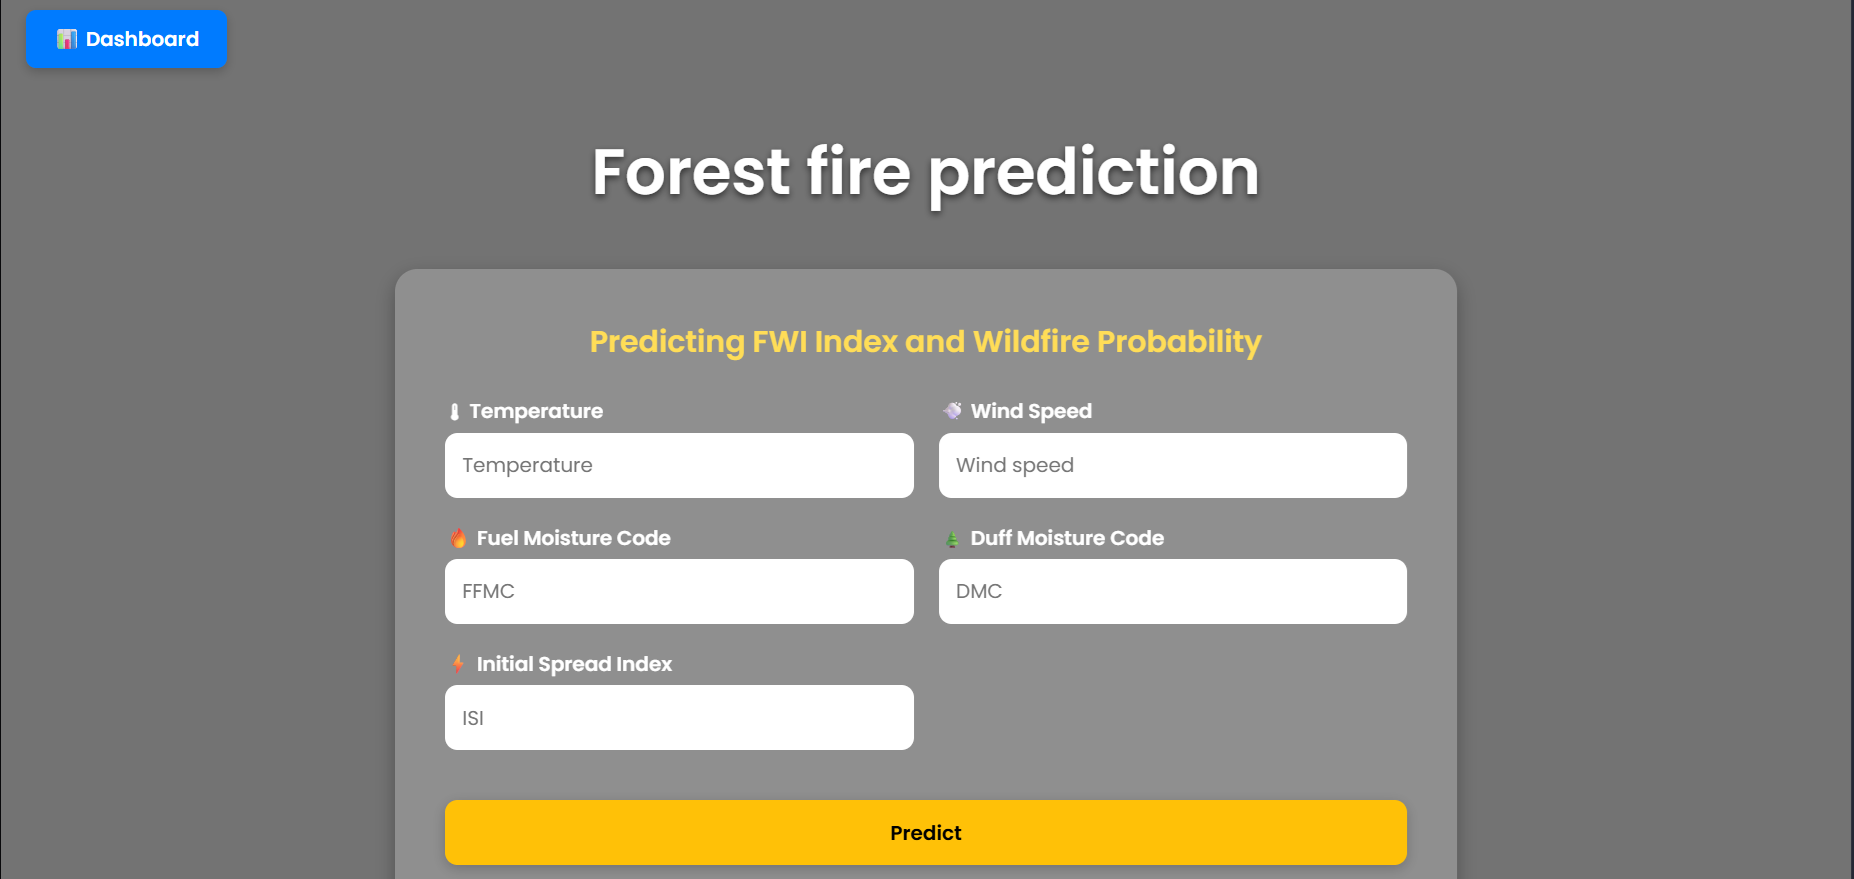 📊 Dashboard
Forest fire prediction
Predicting FWI Index and Wildfire Probability
🌡 Temperature
Temperature
Wind Speed
Wind speed
🔥 Fuel Moisture Code
FFMC
🌲 Duff Moisture Code
DMC
⚡ Initial Spread Index
ISI
Predict